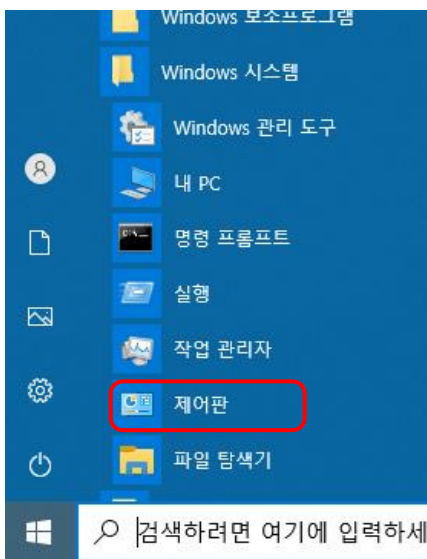 Windows 보조프로그램
Windows 시스템
Windows 관리 도구
내 PC
명령 프롬프트
실행
작업 관리자
제어판
파일 탐색기
검색하려면 여기에 입력하세